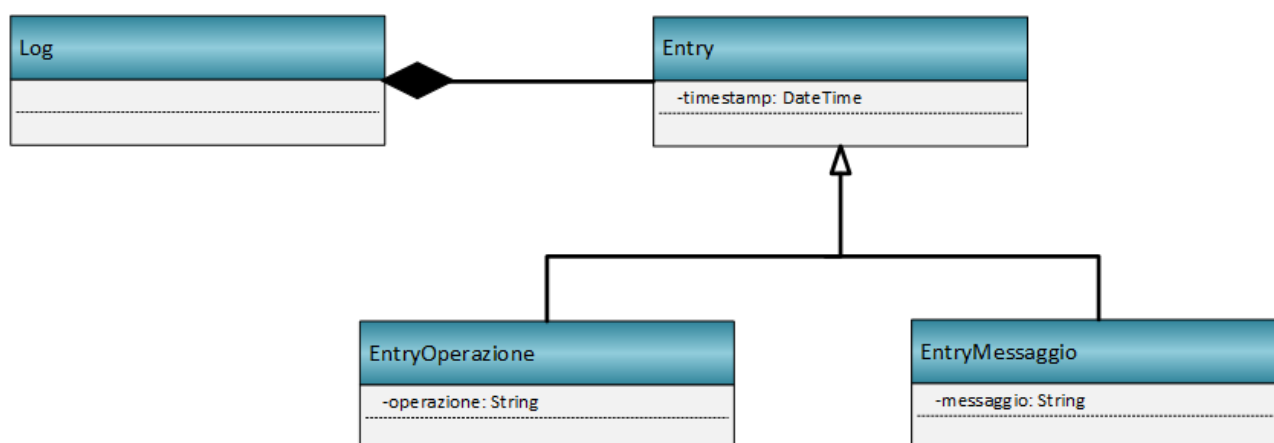 Log
Entry
-timestamp: DateTime
EntryOperazione
-operazione: String
EntryMessaggio
-messaggio: String